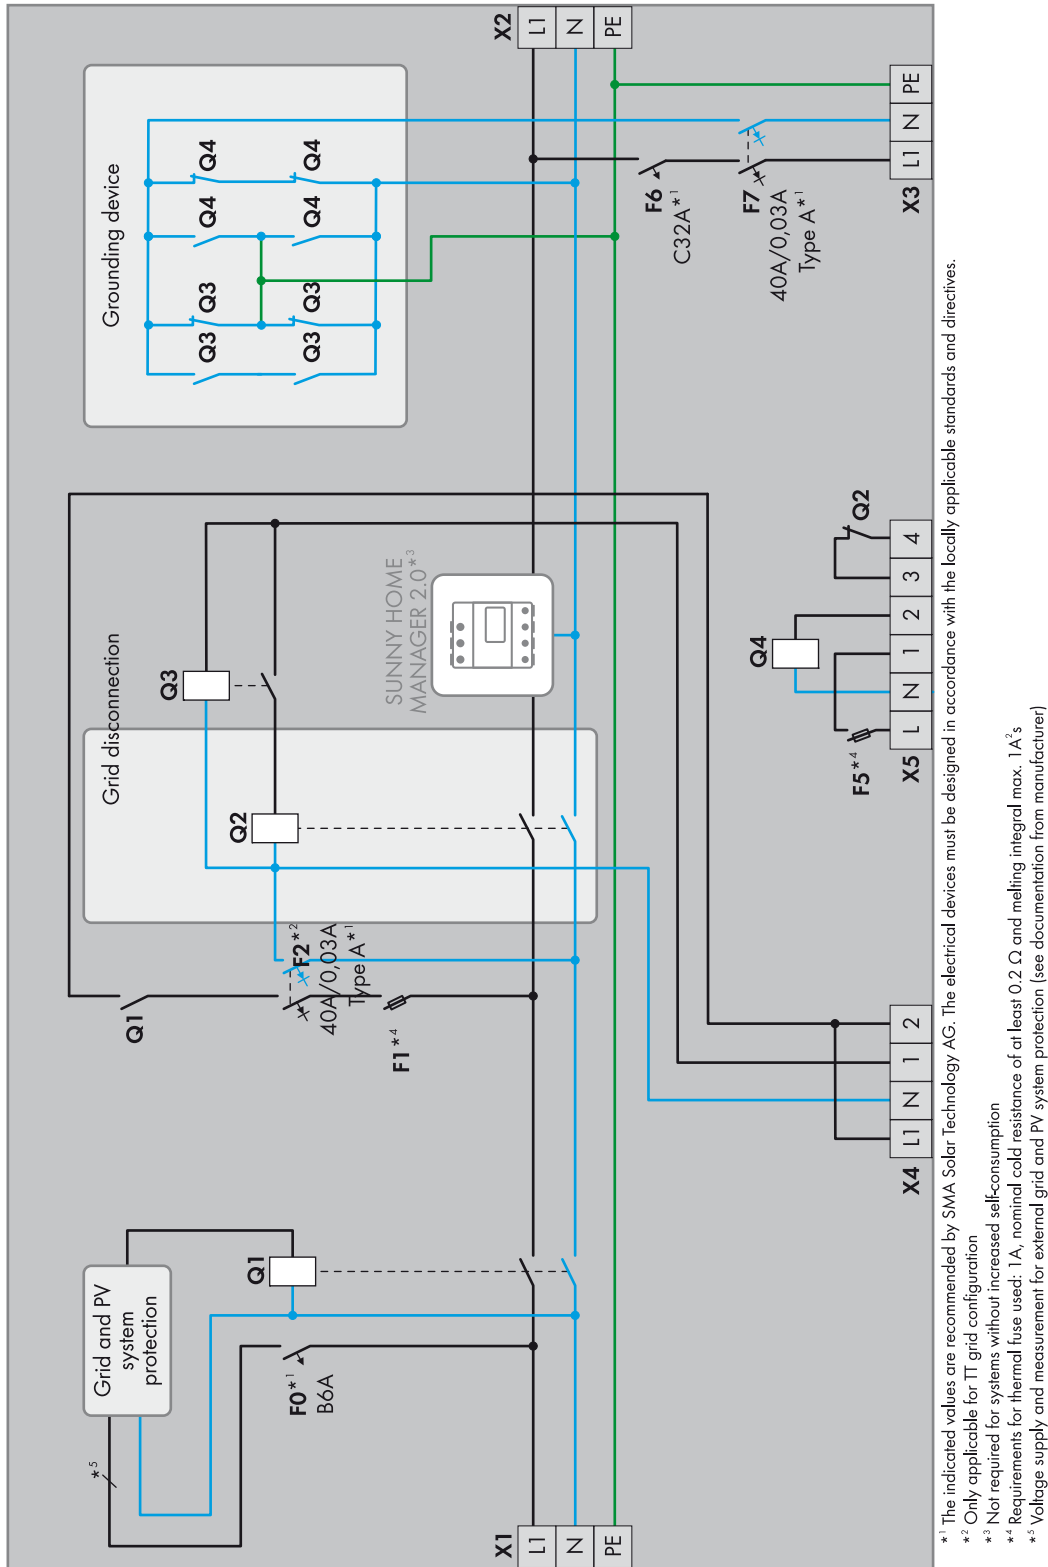 X2
L1
N
PE
Grounding device
Q4
Q4
Q4
Q4
Q3
Q3
Q3
Q3
F6
C32A*¹
F7
40A/0,03A
Type A*¹
X3
L1
N
PE
Grid disconnection
Q3
Q2
SUNNY HOME
MANAGER 2.0*³
Q4
Q2
F5*⁴
X5
L
N
1
2
3
4
Q1
F2*²
40A/0,03A
Type A*¹
F1*⁴
X4
L1
N
1
2
Grid and PV
system
protection
Q1
F0*¹
B6A
*⁵
X1
L1
N
PE
*¹ The indicated values are recommended by SMA Solar Technology AG. The electrical devices must be designed in accordance with the locally applicable standards and directives.
*² Only applicable for TT grid configuration
*³ Not required for systems without increased self-consumption
*⁴ Requirements for thermal fuse used: 1A, nominal cold resistance of at least 0.2 Ω and melting integral max. 1A²s
*⁵ Voltage supply and measurement for external grid and PV system protection (see documentation from manufacturer)